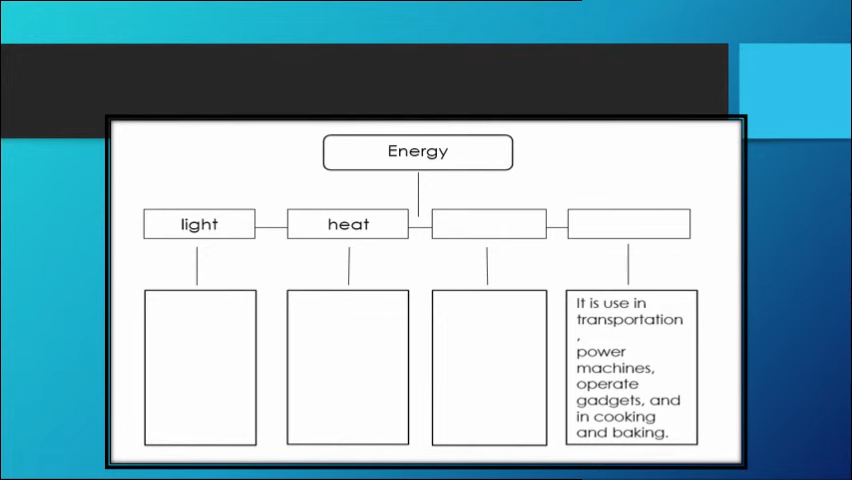 Energy
light
heat
It is use in
transportation
,
power
machines,
operate
gadgets, and
in cooking
and baking.